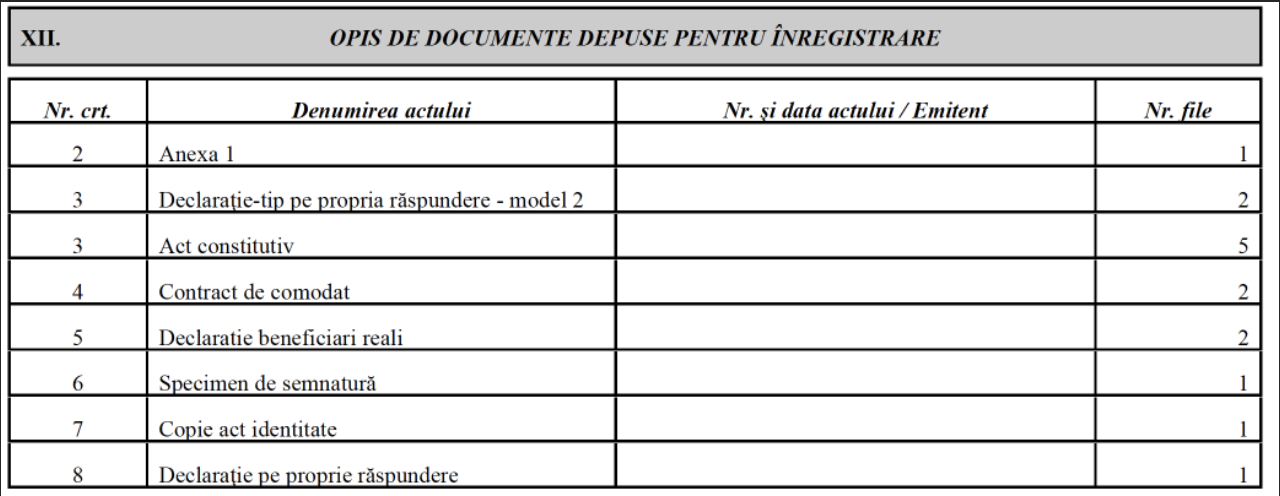 XII. OPIS DE DOCUMENTE DEPUSE PENTRU ÎNREGISTRARE
Nr. crt. Denumirea actului Nr. şi data actului / Emitent Nr. file
2 Anexa 1 1
3 Declaraţie-tip pe propria răspundere - model 2 2
3 Act constitutiv 5
4 Contract de comodat 2
5 Declaratie beneficiari reali 2
6 Specimen de semnatură 1
7 Copie act identitate 1
8 Declaraţie pe proprie răspundere 1